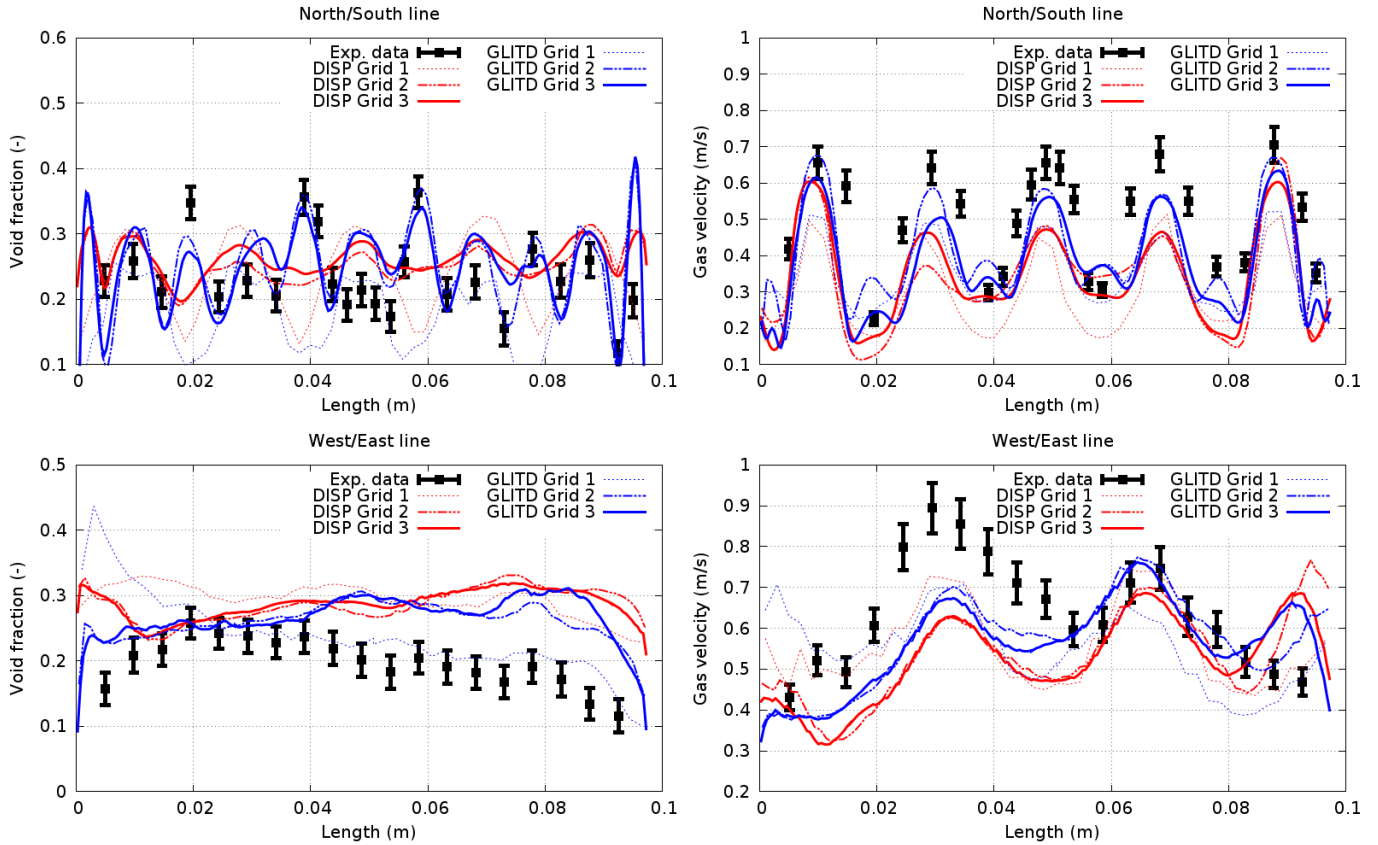 North/South line
Void fraction (-)
0.6
0.5
0.4
0.3
0.2
0.1
Exp. data
DISP Grid 1
DISP Grid 2
DISP Grid 3
GLITD Grid 1
GLITD Grid 2
GLITD Grid 3
0 0.02 0.04 0.06 0.08 0.1
Length (m)
North/South line
Gas velocity (m/s)
1
0.9
0.8
0.7
0.6
0.5
0.4
0.3
0.2
0.1
Exp. data
DISP Grid 1
DISP Grid 2
DISP Grid 3
GLITD Grid 1
GLITD Grid 2
GLITD Grid 3
0 0.02 0.04 0.06 0.08 0.1
Length (m)
West/East line
Void fraction (-)
0.5
0.4
0.3
0.2
0.1
0
Exp. data
DISP Grid 1
DISP Grid 2
DISP Grid 3
GLITD Grid 1
GLITD Grid 2
GLITD Grid 3
0 0.02 0.04 0.06 0.08 0.1
Length (m)
West/East line
Gas velocity (m/s)
1
0.9
0.8
0.7
0.6
0.5
0.4
0.3
0.2
Exp. data
DISP Grid 1
DISP Grid 2
DISP Grid 3
GLITD Grid 1
GLITD Grid 2
GLITD Grid 3
0 0.02 0.04 0.06 0.08 0.1
Length (m)